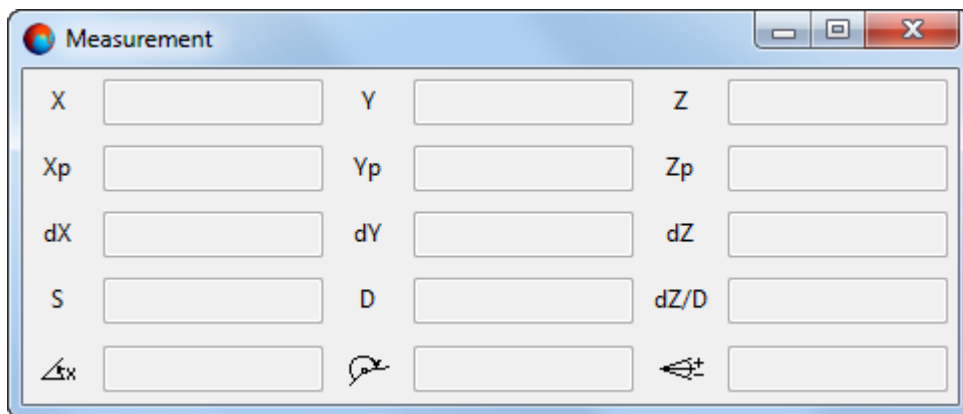 Measurement
X Y Z
Xp Yp Zp
dX dY dZ
S D dZ/D
x